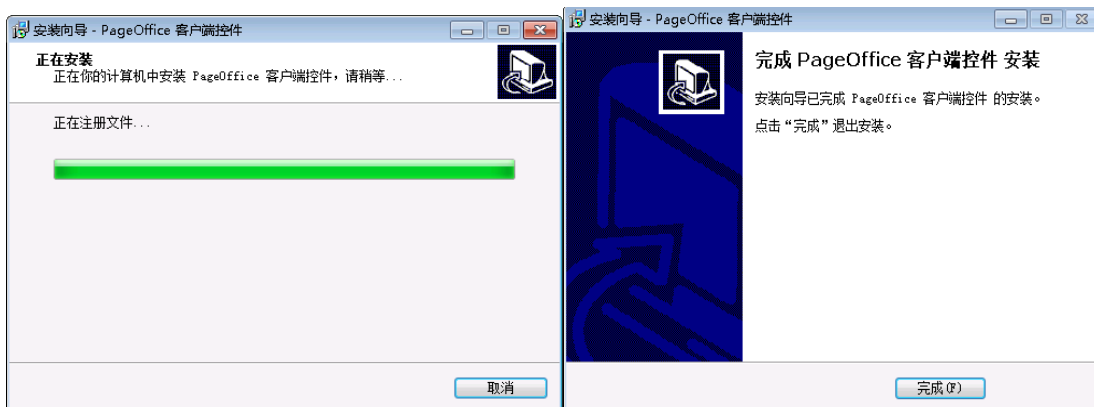 安装向导 - PageOffice 客户端控件
正在安装
正在你的计算机中安装 PageOffice 客户端控件，请稍等...
正在注册文件...
取消
安装向导 - PageOffice 客户端控件
完成 PageOffice 客户端控件 安装
安装向导已完成 PageOffice 客户端控件 的安装。
点击“完成”退出安装。
完成(F)